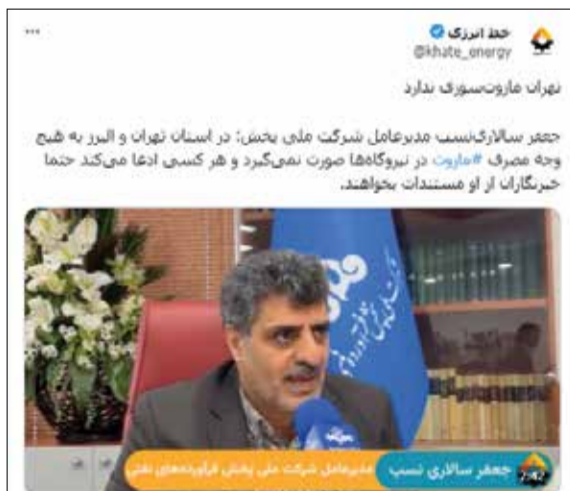 خط انرژی
@khate_energy
تهران مازوت‌سوزی ندارد
جعفر سالاری‌نسب مدیرعامل شرکت ملی پخش: در استان تهران و البرز به هیچ
وجه مصرف #مازوت در نیروگاه‌ها صورت نمی‌گیرد و هر کسی ادعا می‌کند حتما
خبرنگاران از او مستندات بخواهند.
جعفر سالاری نسب
مدیرعامل شرکت ملی پخش فرآورده‌های نفتی